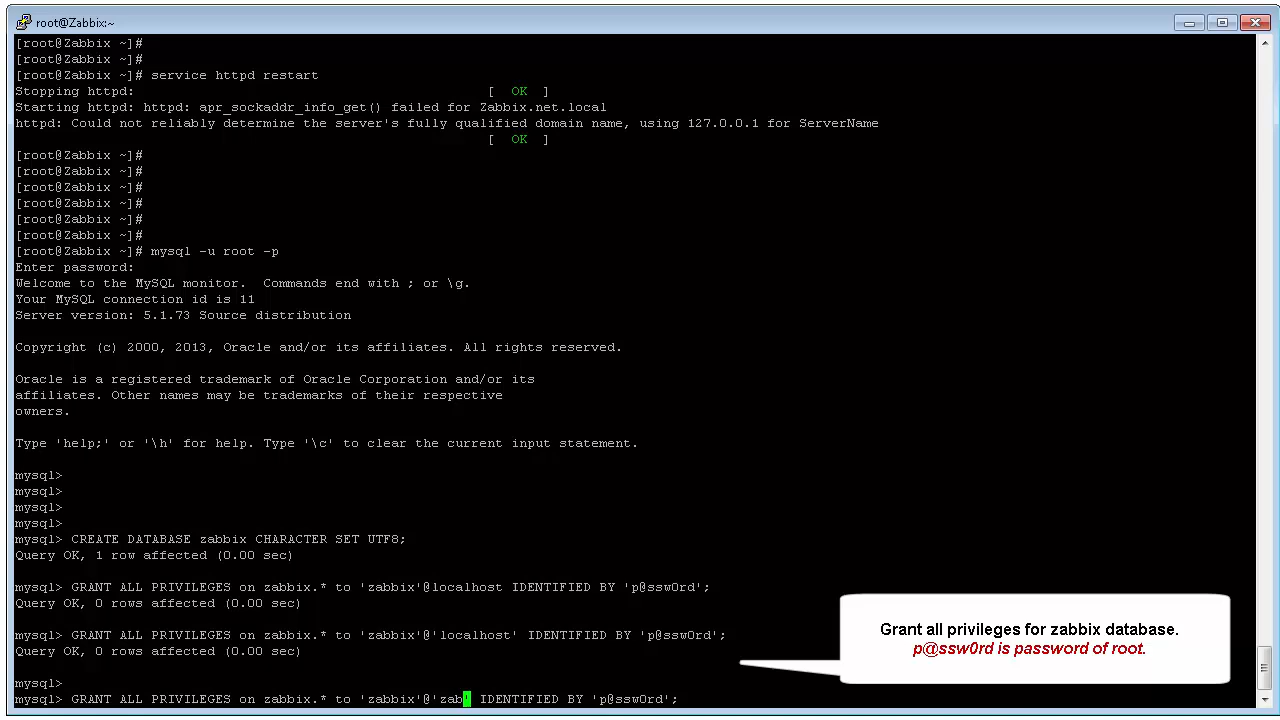 root@Zabbix:~
[root@Zabbix ~]#
[root@Zabbix ~]#
[root@Zabbix ~]# service httpd restart
Stopping httpd: [ OK ]
Starting httpd: httpd: apr_sockaddr_info_get() failed for Zabbix.net.local
httpd: Could not reliably determine the server's fully qualified domain name, using 127.0.0.1 for ServerName
[ OK ]
[root@Zabbix ~]#
[root@Zabbix ~]#
[root@Zabbix ~]#
[root@Zabbix ~]#
[root@Zabbix ~]#
[root@Zabbix ~]#
[root@Zabbix ~]# mysql -u root -p
Enter password:
Welcome to the MySQL monitor.  Commands end with ; or \g.
Your MySQL connection id is 11
Server version: 5.1.73 Source distribution
Copyright (c) 2000, 2013, Oracle and/or its affiliates. All rights reserved.
Oracle is a registered trademark of Oracle Corporation and/or its
affiliates. Other names may be trademarks of their respective
owners.
Type 'help;' or '\h' for help. Type '\c' to clear the current input statement.
mysql>
mysql>
mysql>
mysql>
mysql> CREATE DATABASE zabbix CHARACTER SET UTF8;
Query OK, 1 row affected (0.00 sec)
mysql> GRANT ALL PRIVILEGES on zabbix.* to 'zabbix'@localhost IDENTIFIED BY 'p@ssw0rd';
Query OK, 0 rows affected (0.00 sec)
mysql> GRANT ALL PRIVILEGES on zabbix.* to 'zabbix'@'localhost' IDENTIFIED BY 'p@ssw0rd';
Query OK, 0 rows affected (0.00 sec)
mysql>
mysql> GRANT ALL PRIVILEGES on zabbix.* to 'zabbix'@'zab' IDENTIFIED BY 'p@ssw0rd';
Grant all privileges for zabbix database.
p@ssw0rd is password of root.